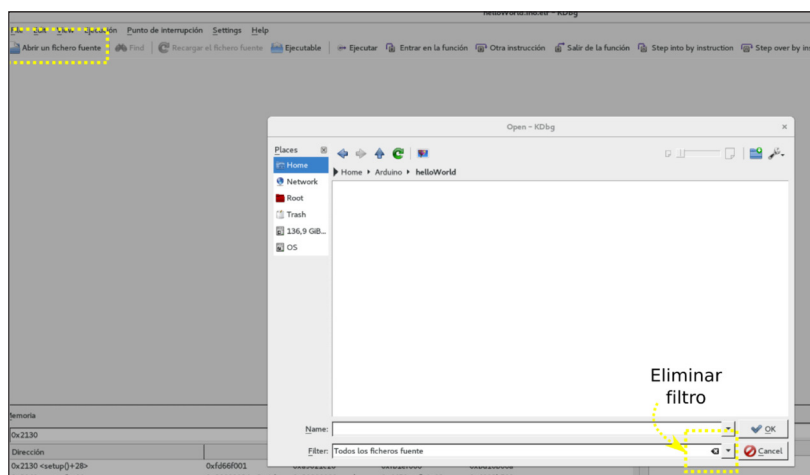 helloWorld.ino.elf - KDbg
Ejecución Punto de interrupción Settings Help
Abrir un fichero fuente Find Recargar el fichero fuente Ejecutable Ejecutar Entrar en la función Otra instrucción Salir de la función Step into by instruction Step over by in
Open - KDbg
Places
Home
Network
Root
Trash
136,9 GiB...
OS
Home Arduino helloWorld
Eliminar
filtro
Name:
OK
Filter: Todos los ficheros fuente
Cancel
Memoria
0x2130
Dirección
0x2130 <setup()+28> 0xfd66f001